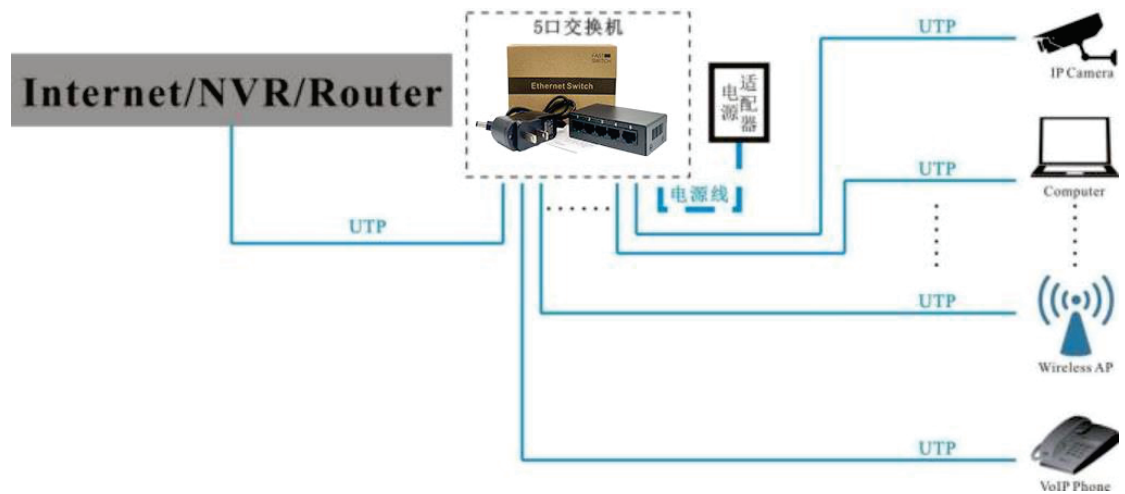 5口交换机
FAST
SWITCH
Ethernet Switch
Internet/NVR/Router
UTP
电源
适配器
电源线
UTP
IP Camera
UTP
Computer
UTP
Wireless AP
UTP
VoIP Phone